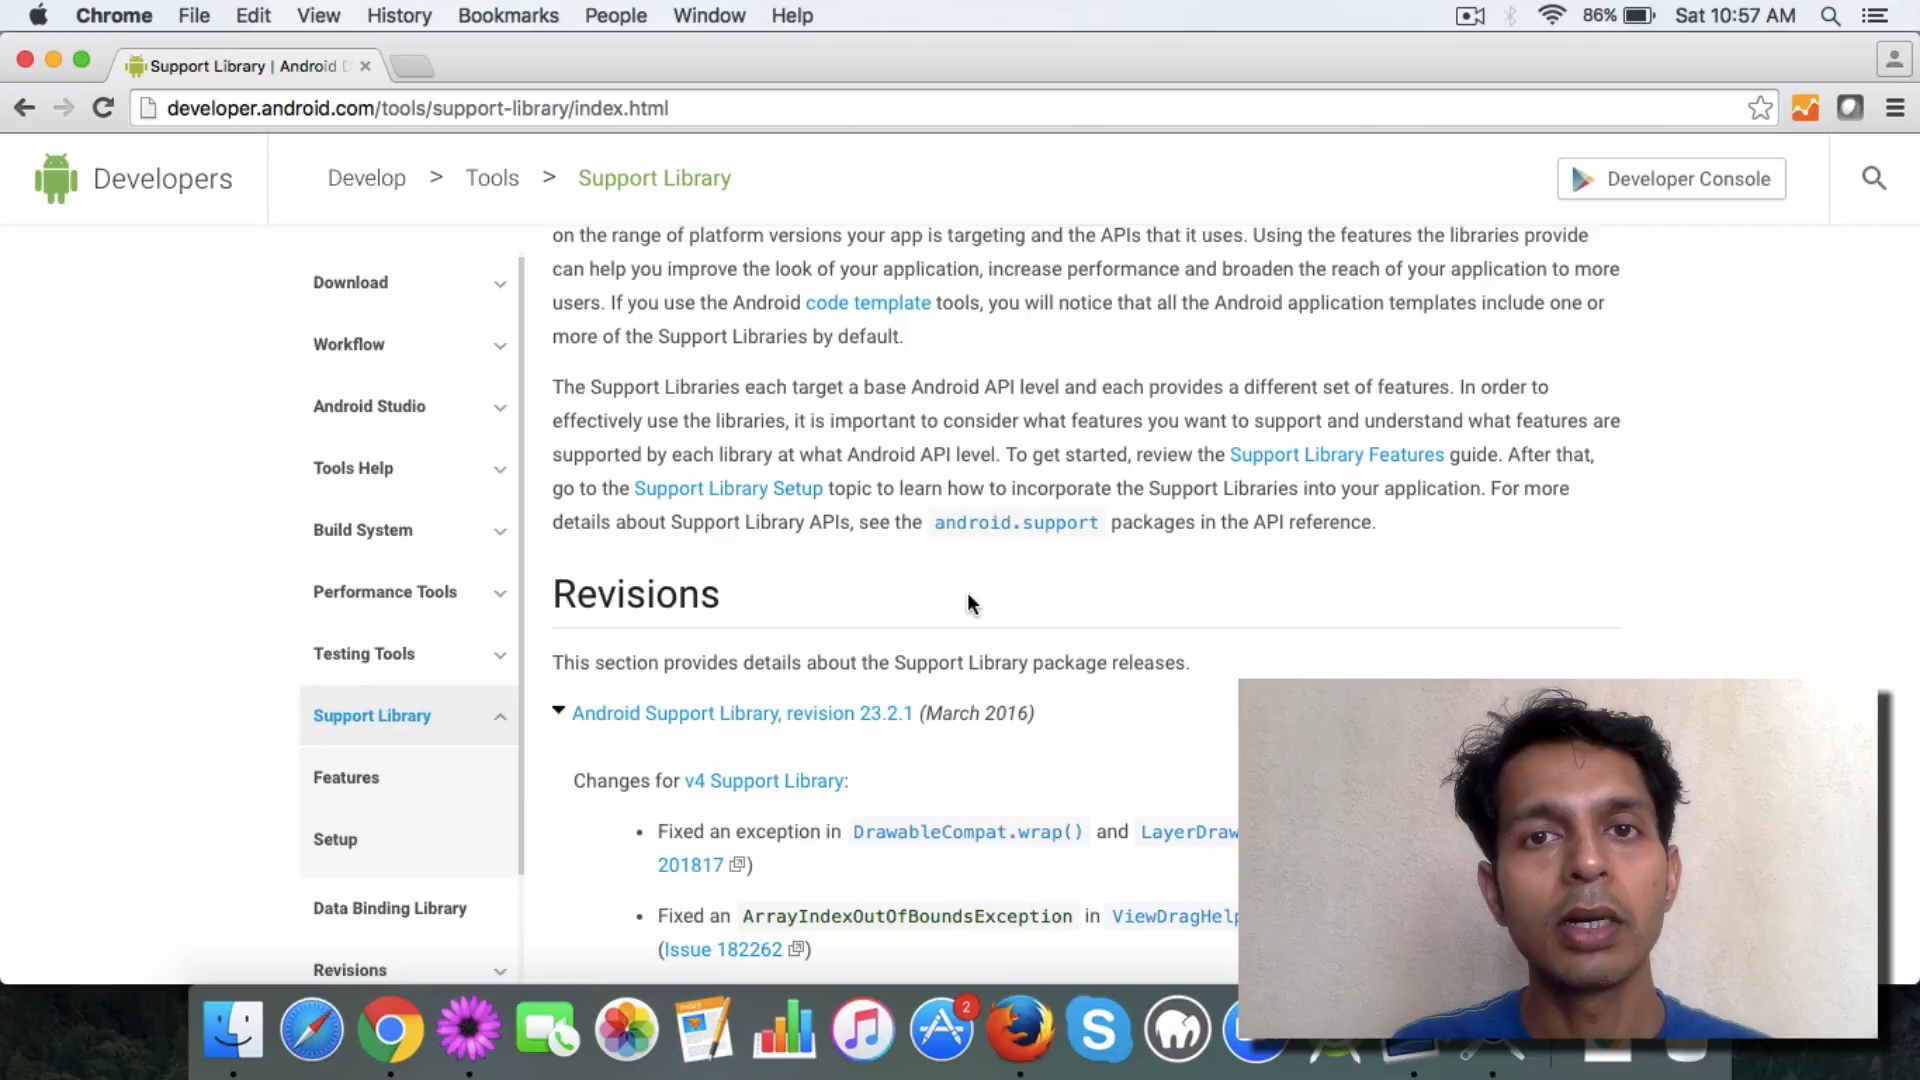 Chrome File Edit View History Bookmarks People Window Help 86% Sat 10:57 AM
Support Library | Android D
developer.android.com/tools/support-library/index.html
Developers Develop > Tools > Support Library Developer Console
on the range of platform versions your app is targeting and the APIs that it uses. Using the features the libraries provide
can help you improve the look of your application, increase performance and broaden the reach of your application to more
users. If you use the Android code template tools, you will notice that all the Android application templates include one or
more of the Support Libraries by default.
The Support Libraries each target a base Android API level and each provides a different set of features. In order to
effectively use the libraries, it is important to consider what features you want to support and understand what features are
supported by each library at what Android API level. To get started, review the Support Library Features guide. After that,
go to the Support Library Setup topic to learn how to incorporate the Support Libraries into your application. For more
details about Support Library APIs, see the android.support packages in the API reference.
Revisions
This section provides details about the Support Library package releases.
Android Support Library, revision 23.2.1 (March 2016)
Changes for v4 Support Library:
• Fixed an exception in DrawableCompat.wrap() and LayerDraw
201817)
• Fixed an ArrayIndexOutOfBoundsException in ViewDragHelp
(Issue 182262)
Download
Workflow
Android Studio
Tools Help
Build System
Performance Tools
Testing Tools
Support Library
Features
Setup
Data Binding Library
Revisions
2